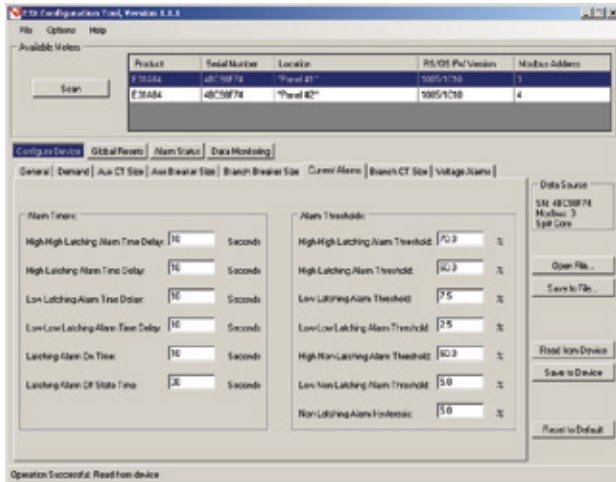 E3X Configuration Tool, Version 1.1.1
File Options Help
Available Meters
Scan
Product Serial Number Location RS/OS FW Version Modbus Address
E31A84 "Panel #1" 1005/1C10 3
E31A84 "Panel #2" 1005/1C10 4
Configure Device Global Resets Alarm Status Data Monitoring
General Demand Aux CT Size Aux Breaker Size Branch Breaker Size Current Alarms Branch CT Size Voltage Alarms
Alarm Timers:
High-High Latching Alarm Time Delay: 10 Seconds
High Latching Alarm Time Delay: 10 Seconds
Low Latching Alarm Time Delay: 10 Seconds
Low-Low Latching Alarm Time Delay: 10 Seconds
Latching Alarm On Time: 10 Seconds
Latching Alarm Off State Time: 30 Seconds
Alarm Thresholds:
High-High Latching Alarm Threshold: 70.0 %
High Latching Alarm Threshold: 60.0 %
Low Latching Alarm Threshold: 7.5 %
Low-Low Latching Alarm Threshold: 2.5 %
High Non-Latching Alarm Threshold: 60.0 %
Low Non-Latching Alarm Threshold: 5.0 %
Non-Latching Alarm Hysteresis: 5.0 %
Data Source
Modbus: 3
Split Core
Open File...
Save to File...
Read from Device
Save to Device
Reset to Default
Operation Successful: Read from device